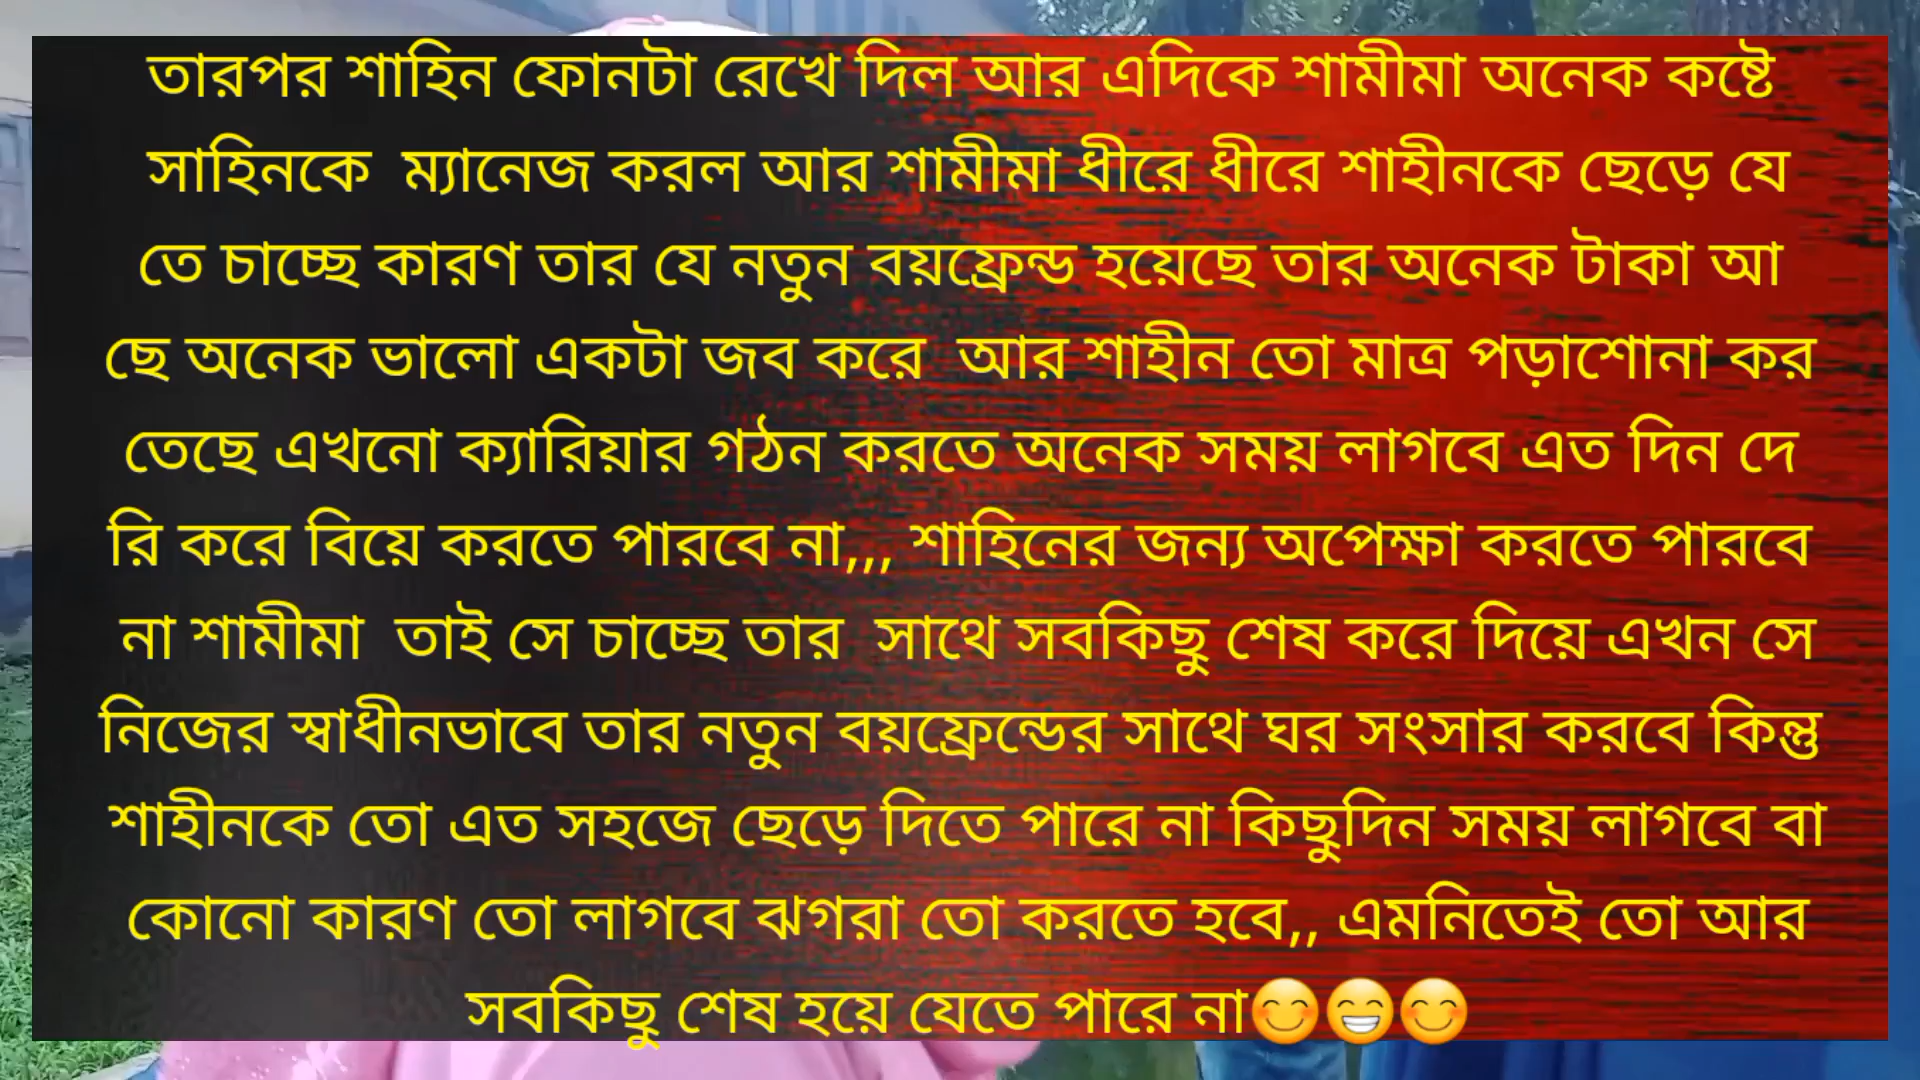 তারপর শাহিন ফোনটা রেখে দিল আর এদিকে শামীমা অনেক কষ্টে
সাহিনকে  ম্যানেজ করল আর শামীমা ধীরে ধীরে শাহীনকে ছেড়ে যে
তে চাচ্ছে কারণ তার যে নতুন বয়ফ্রেন্ড হয়েছে তার অনেক টাকা আ
ছে অনেক ভালো একটা জব করে  আর শাহীন তো মাত্র পড়াশোনা কর
তেছে এখনো ক্যারিয়ার গঠন করতে অনেক সময় লাগবে এত দিন দে
রি করে বিয়ে করতে পারবে না,,, শাহিনের জন্য অপেক্ষা করতে পারবে
না শামীমা  তাই সে চাচ্ছে তার  সাথে সবকিছু শেষ করে দিয়ে এখন সে
নিজের স্বাধীনভাবে তার নতুন বয়ফ্রেন্ডের সাথে ঘর সংসার করবে কিন্তু
শাহীনকে তো এত সহজে ছেড়ে দিতে পারে না কিছুদিন সময় লাগবে বা
কোনো কারণ তো লাগবে ঝগরা তো করতে হবে,, এমনিতেই তো আর
সবকিছু শেষ হয়ে যেতে পারে না😊😁😊